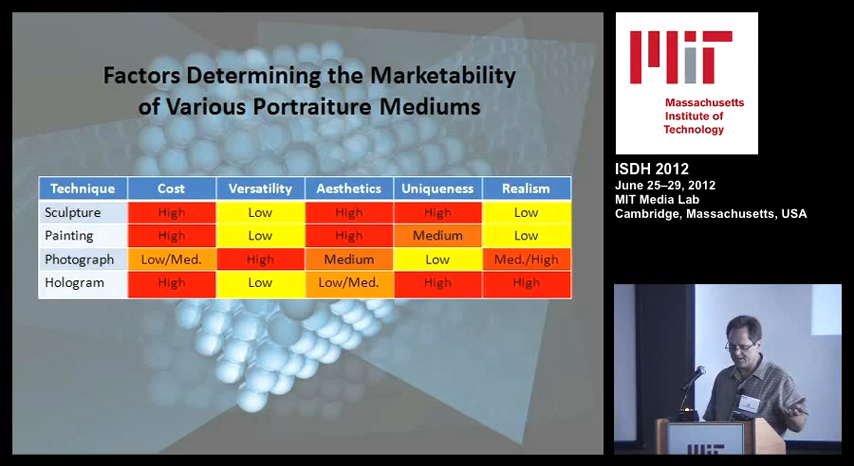 Factors Determining the Marketability
of Various Portraiture Mediums
Technique Cost Versatility Aesthetics Uniqueness Realism
Sculpture High Low High High Low
Painting High Low High Medium Low
Photograph Low/Med. High Medium Low Med./High
Hologram High Low Low/Med. High High
MIT
Massachusetts
Institute of
Technology
ISDH 2012
June 25–29, 2012
MIT Media Lab
Cambridge, Massachusetts, USA
MIT